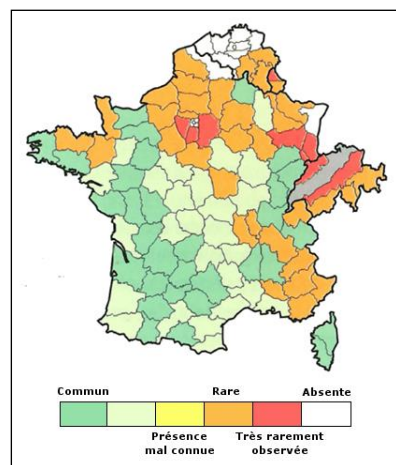 Commun Rare Absente
Présence mal connue
Très rarement observée